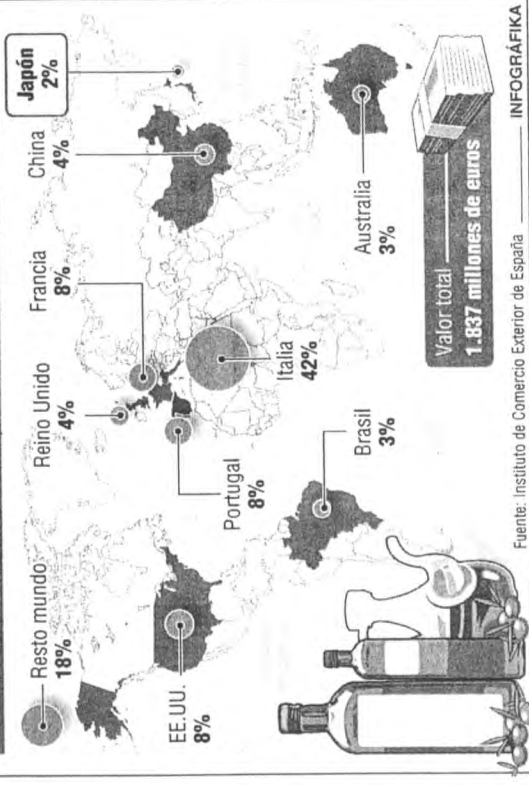 Resto mundo
18%
Reino Unido
4%
Francia
8%
China
4%
Japón
2%
EE.UU.
8%
Portugal
8%
Italia
42%
Brasil
3%
Australia
3%
Valor total
1.837 millones de euros
Fuente: Instituto de Comercio Exterior de España
INFOGRÁFIKA